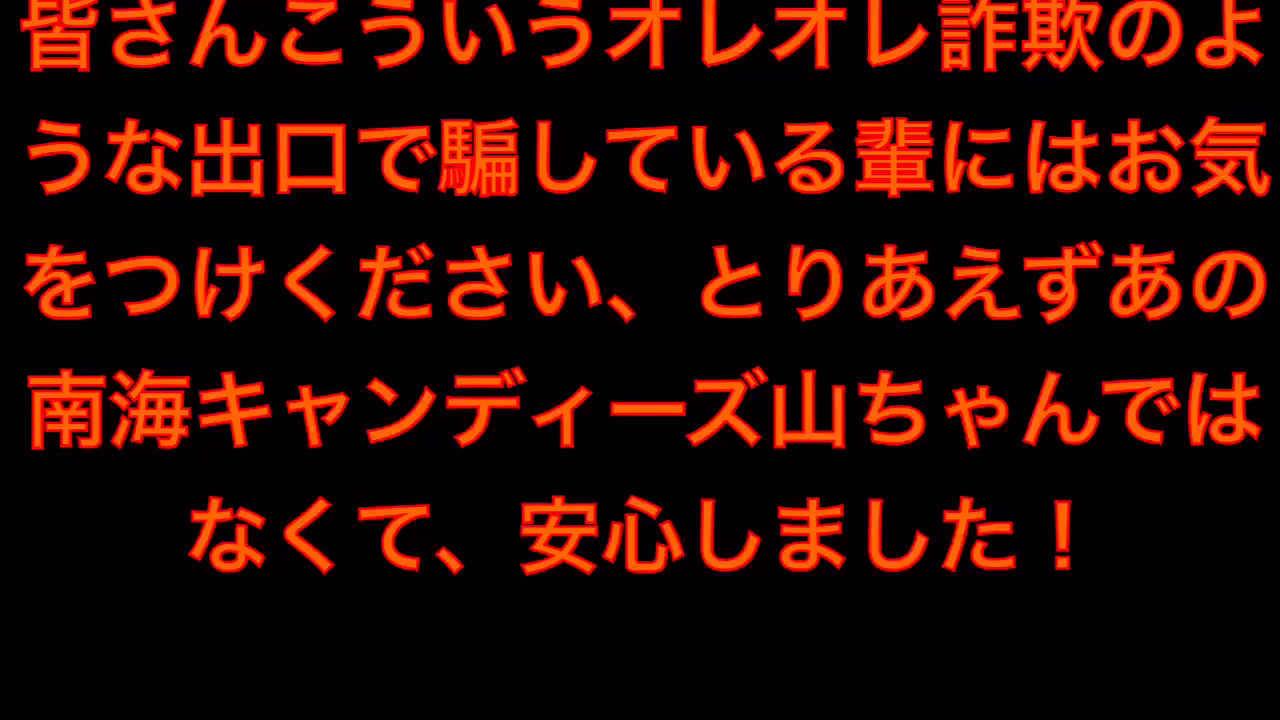 皆さんこういうオレオレ詐欺のよ
うな出口で騙している輩にはお気
をつけください、とりあえずあの
南海キャンディーズ山ちゃんでは
なくて、安心しました！